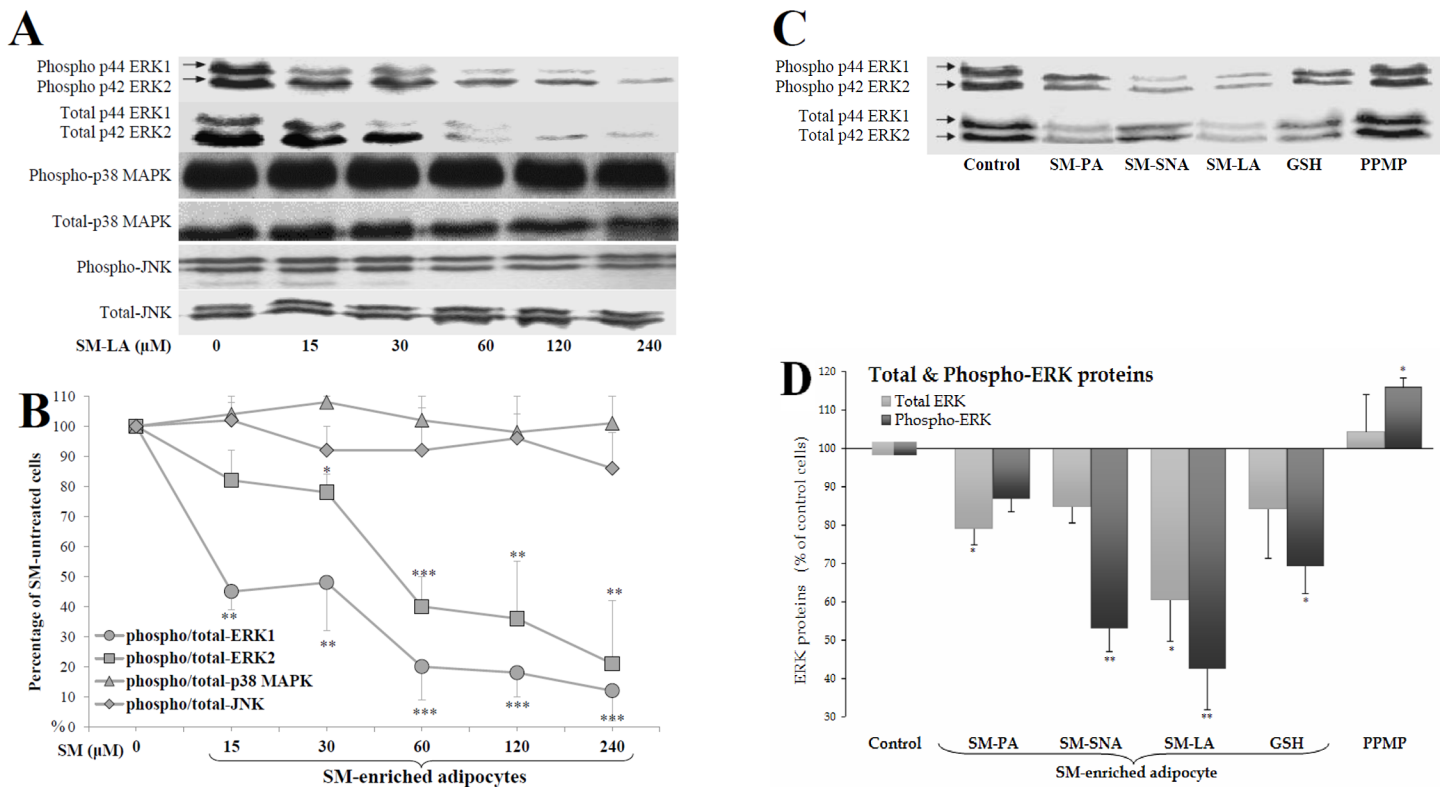 A
Phospho p44 ERK1
Phospho p42 ERK2
Total p44 ERK1
Total p42 ERK2
Phospho-p38 MAPK
Total-p38 MAPK
Phospho-JNK
Total-JNK
SM-LA (µM) 0 15 30 60 120 240
B
Percentage of SM-untreated cells
110
100
90
80
70
60
50
40
30
20
10
%0
*
***
**
**
**
**
***
***
***
phospho/total-ERK1
phospho/total-ERK2
phospho/total-p38 MAPK
phospho/total-JNK
SM (µM) 0 15 30 60 120 240
SM-enriched adipocytes
C
Phospho p44 ERK1
Phospho p42 ERK2
Total p44 ERK1
Total p42 ERK2
Control SM-PA SM-SNA SM-LA GSH PPMP
D
Total & Phospho-ERK proteins
Total ERK
Phospho-ERK
ERK proteins (% of control cells)
120
110
100
90
80
70
60
50
40
30
*
*
**
*
**
*
Control SM-PA SM-SNA SM-LA GSH PPMP
SM-enriched adipocyte